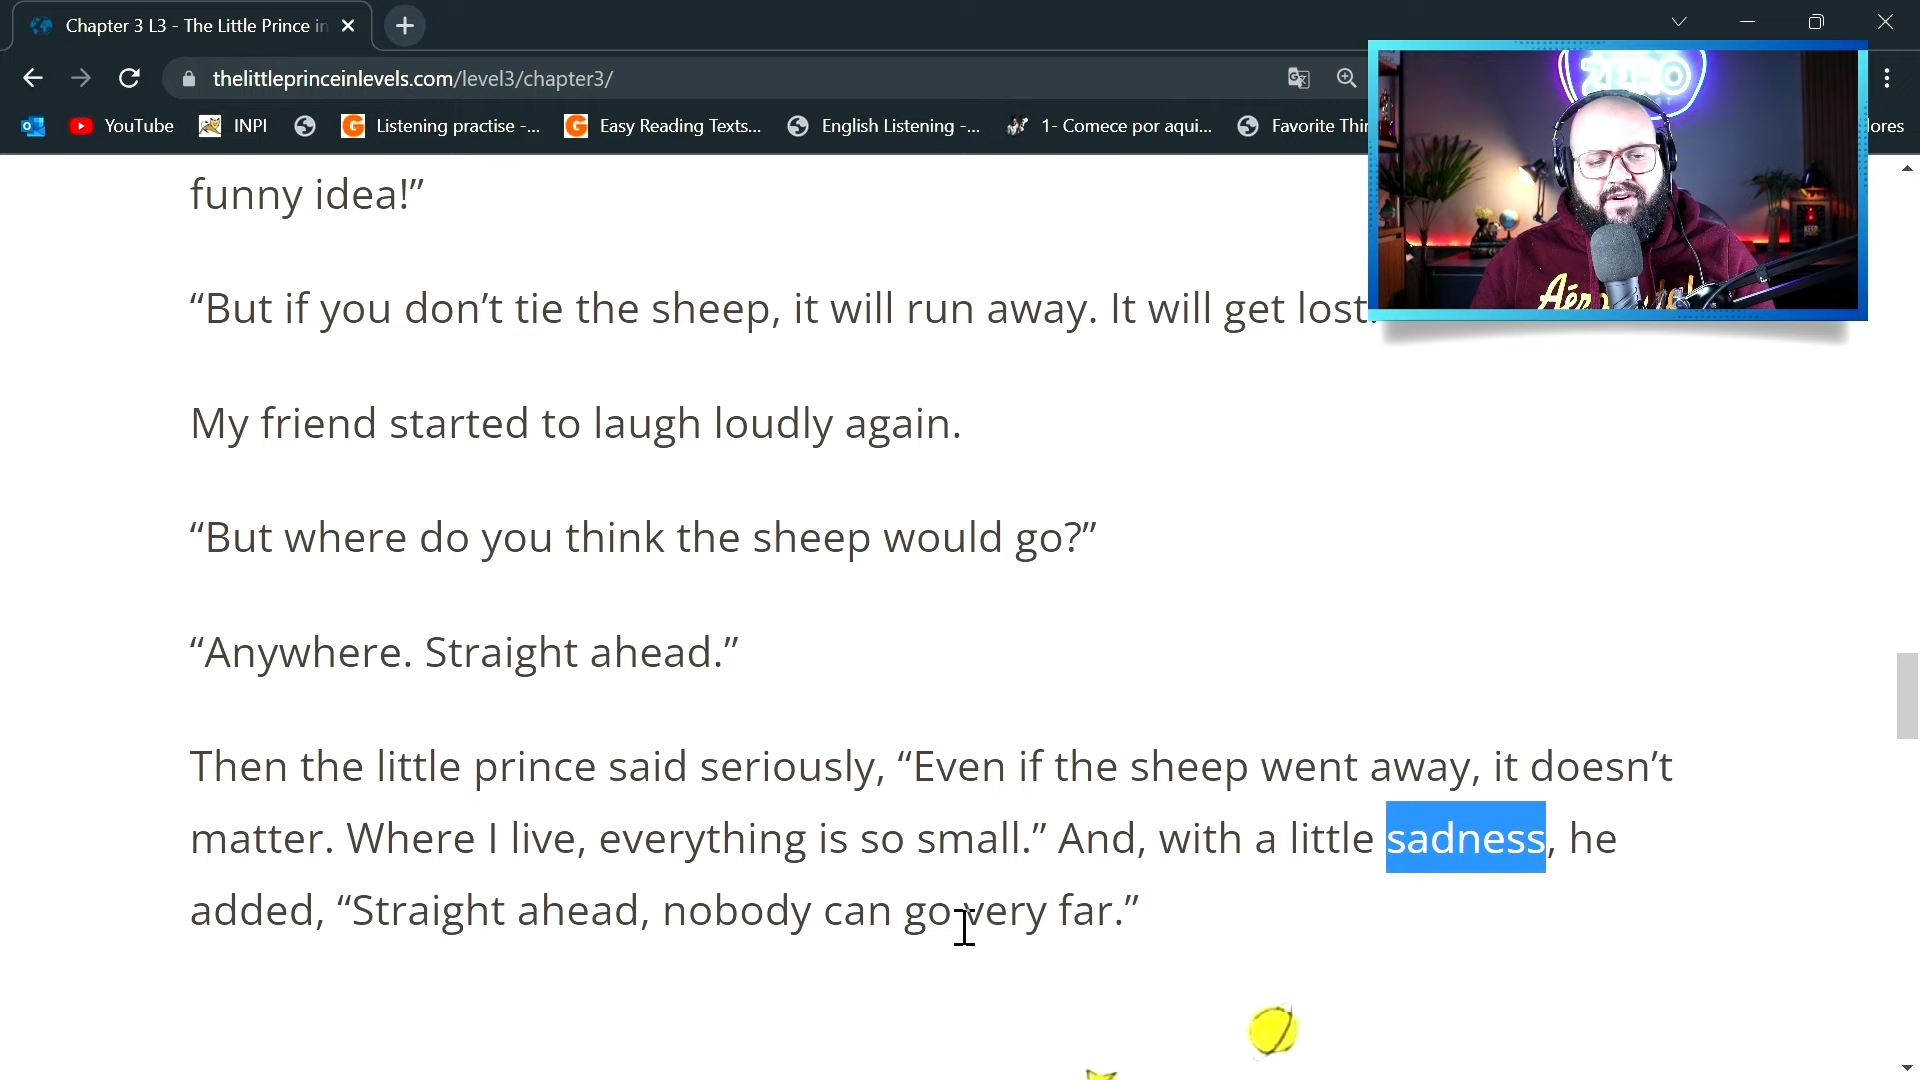 Chapter 3 L3 - The Little Prince in
thelittleprinceinlevels.com/level3/chapter3/
YouTube
INPI
Listening practise -...
Easy Reading Texts...
English Listening -...
1- Comece por aqui...
Favorite Thi
ores
ZERO
funny idea!”
“But if you don’t tie the sheep, it will run away. It will get lost.
My friend started to laugh loudly again.
“But where do you think the sheep would go?”
“Anywhere. Straight ahead.”
Then the little prince said seriously, “Even if the sheep went away, it doesn’t
matter. Where I live, everything is so small.” And, with a little sadness, he
added, “Straight ahead, nobody can go very far.”